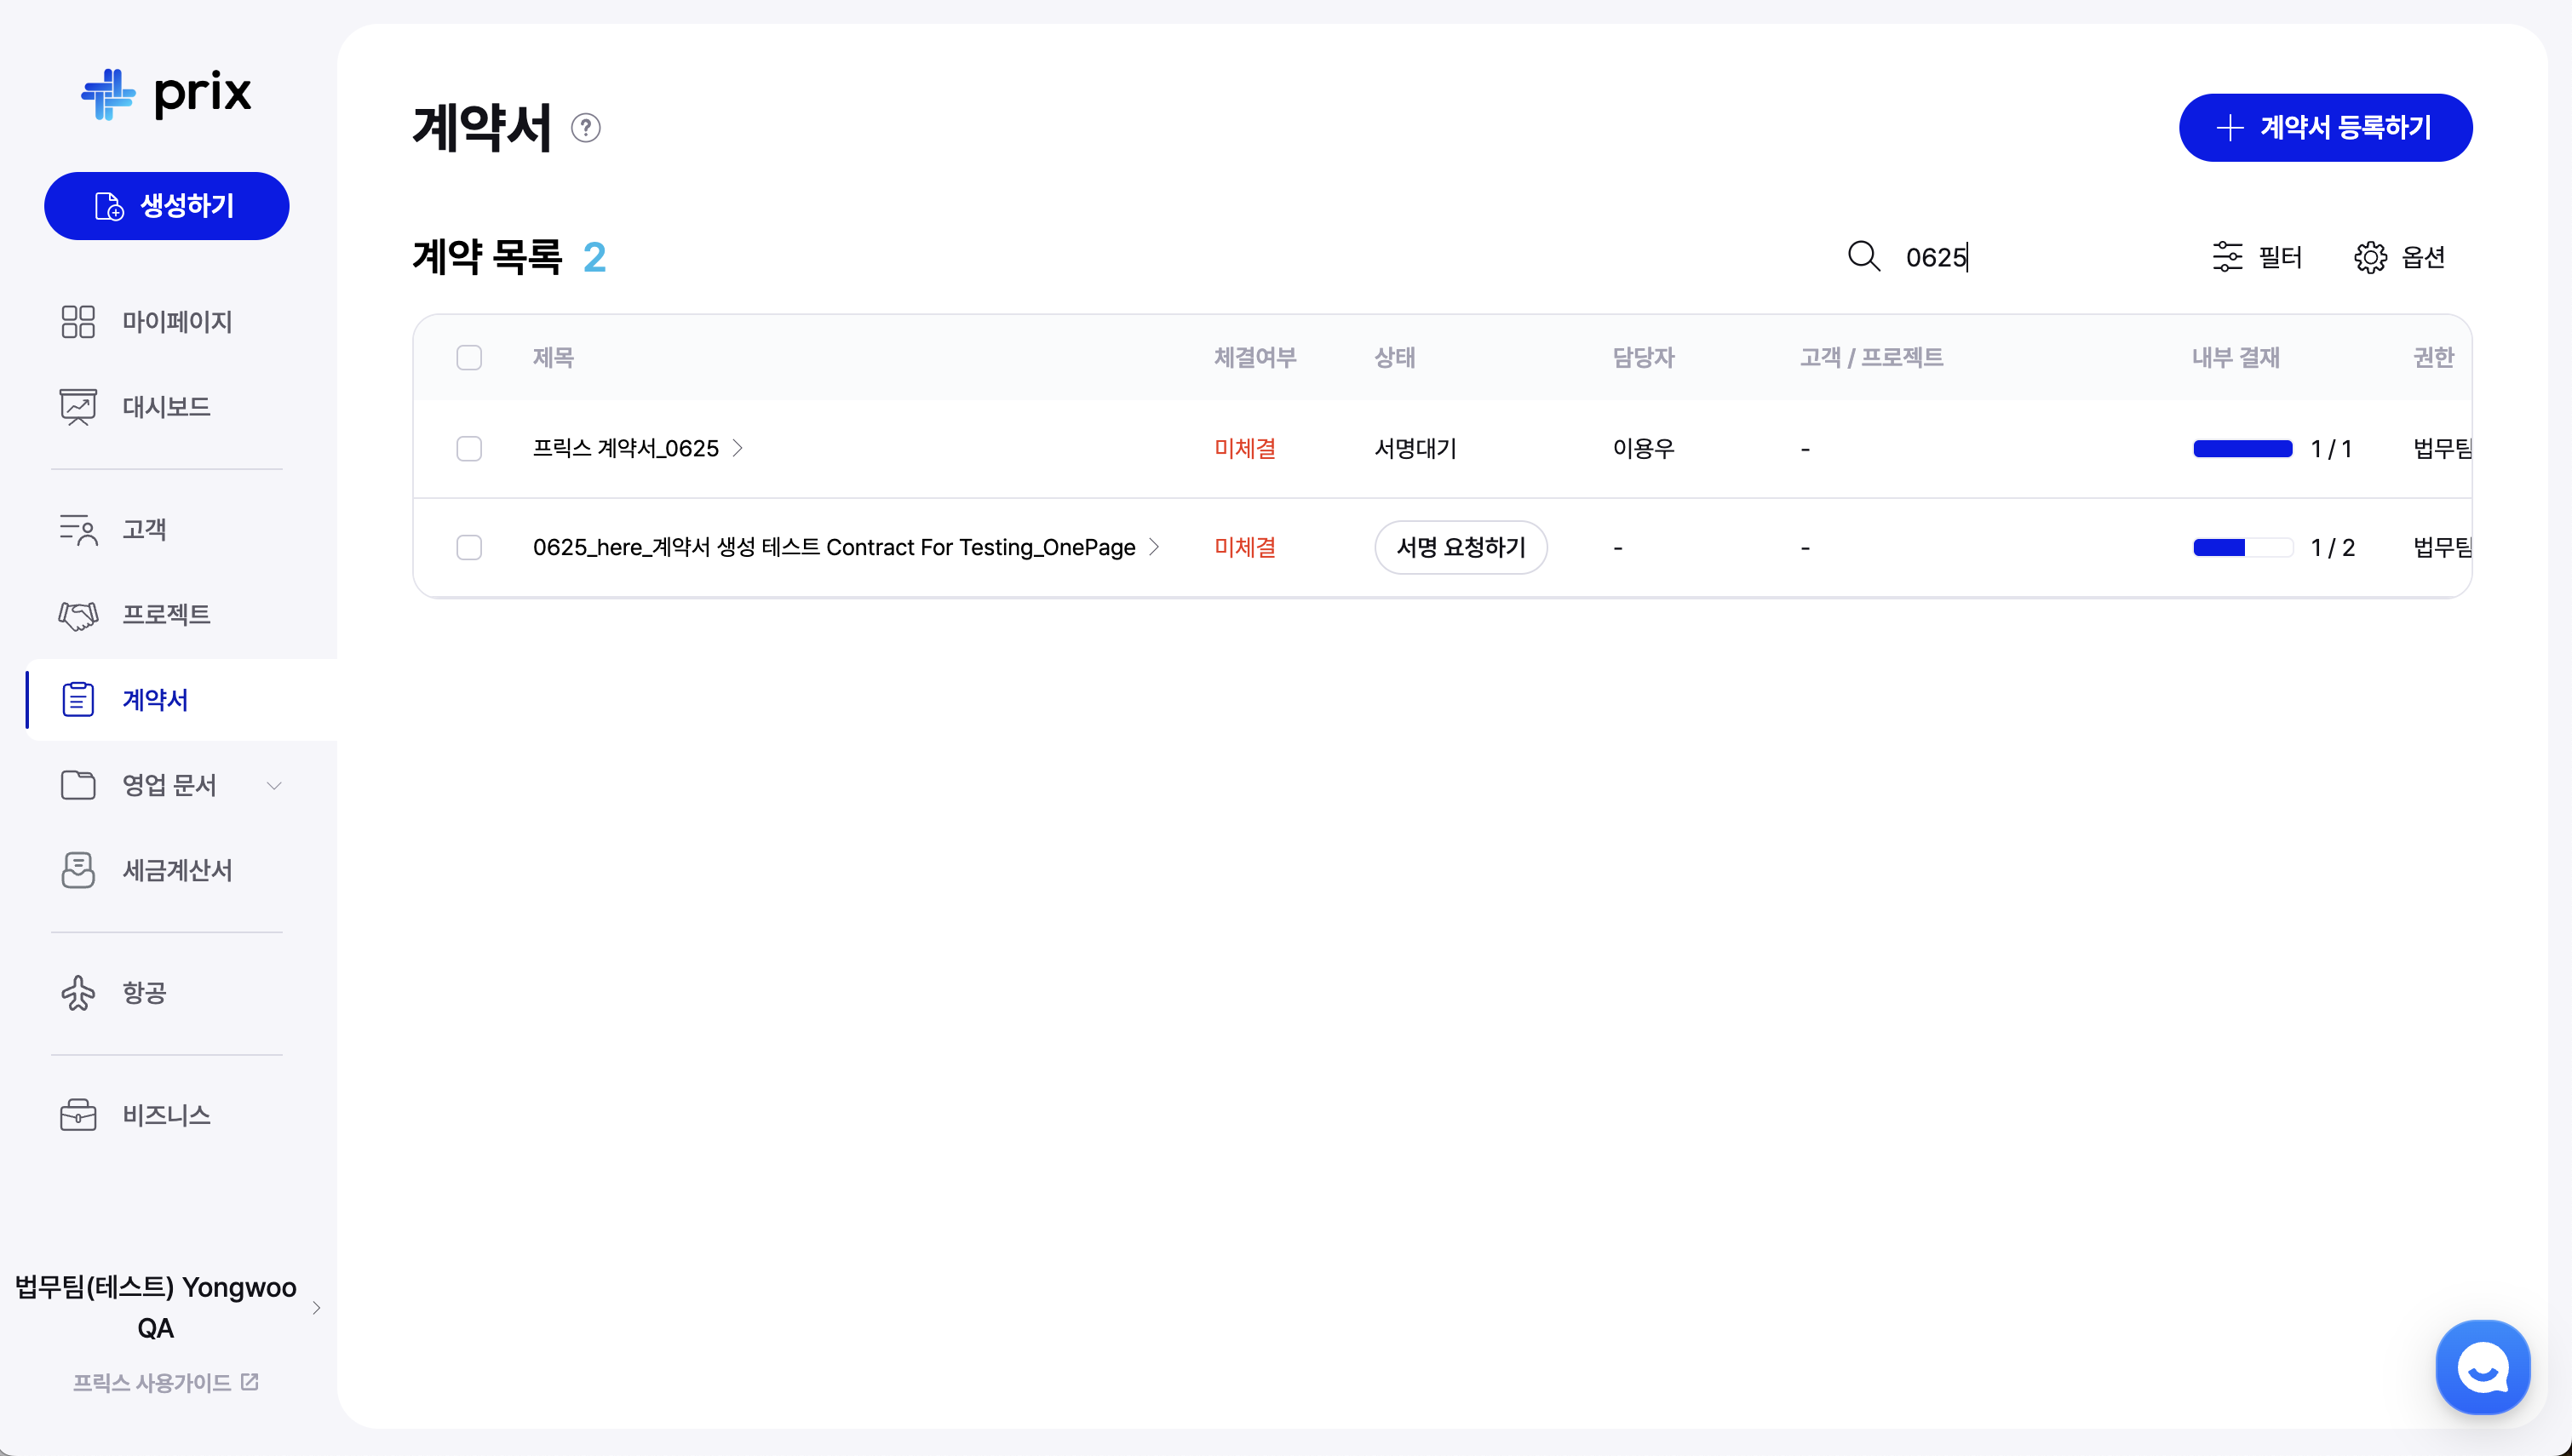 prix
생성하기
마이페이지
대시보드
고객
프로젝트
계약서
영업 문서
세금계산서
항공
비즈니스
법무팀(테스트) Yongwoo
QA
프릭스 사용가이드
계약서 ?
계약서 등록하기
계약 목록 2
0625
필터
옵션
제목 체결여부 상태 담당자 고객 / 프로젝트 내부 결재 권한
프릭스 계약서_0625 미체결 서명대기 이용우 - 1 / 1 법무팀
0625_here_계약서 생성 테스트 Contract For Testing_OnePage 미체결 서명 요청하기 - - 1 / 2 법무팀